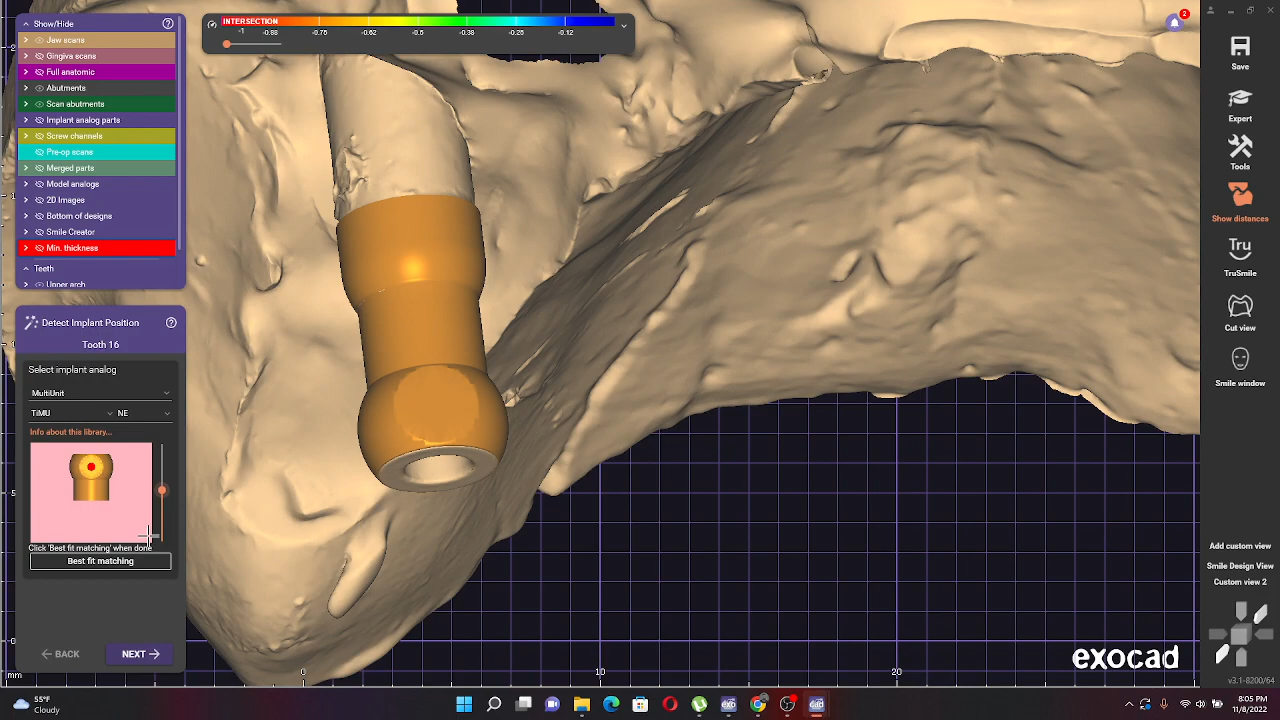 Show/Hide
Jaw scans
Gingiva scans
Full anatomic
Abutments
Scan abutments
Implant analog parts
Screw channels
Pre-op scans
Merged parts
Model analogs
2D Images
Bottom of designs
Smile Creator
Min. thickness
Teeth
Upper arch
INTERSECTION
-1 -0.88 -0.75 -0.62 -0.5 -0.38 -0.25 -0.12
Detect Implant Position
Tooth 16
Select implant analog
MultiUnit
TiMU NE
Info about this library...
Click 'Best fit matching' when done
Best fit matching
BACK NEXT
mm
0 10 20
exocad
2
Save
Expert
Tools
Show distances
Tru
TruSmile
Cut view
Smile window
Add custom view
Smile Design View
Custom view 2
v3.1-8200/64
55°F
Cloudy
8:05 PM
11/8/2022